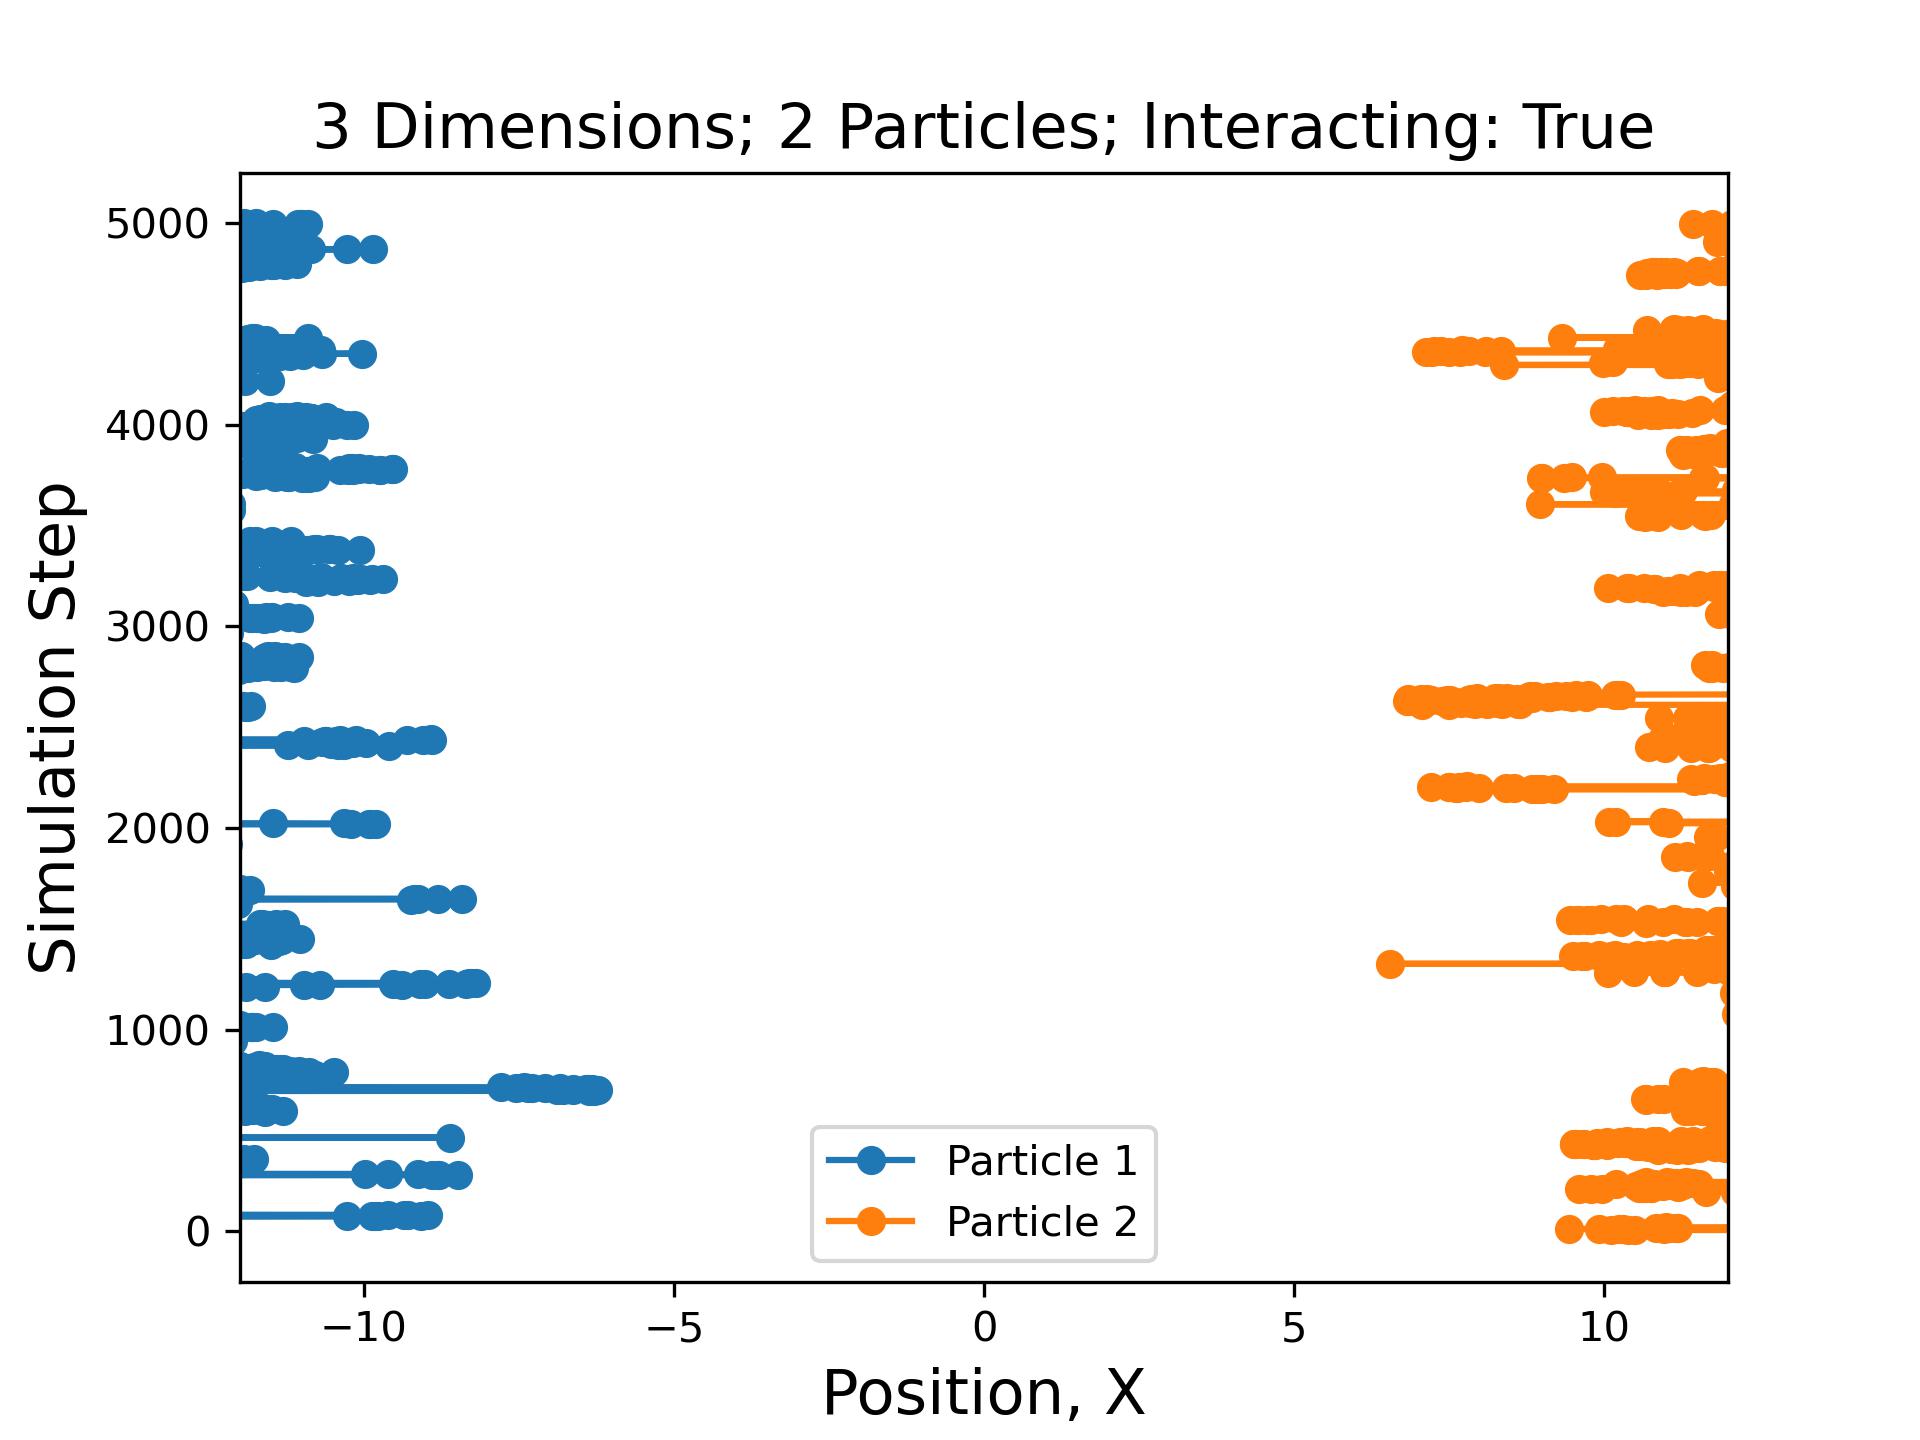 3 Dimensions; 2 Particles; Interacting: True
Simulation Step
5000
4000
3000
2000
1000
0
Particle 1
Particle 2
−10
−5
0
5
10
Position, X